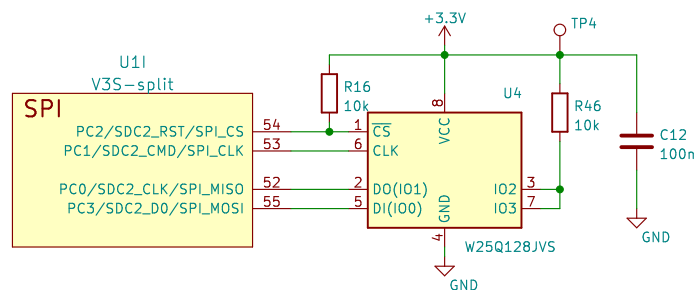 +3.3V
TP4
U1I
V3S-split
SPI
PC2/SDC2_RST/SPI_CS 54
PC1/SDC2_CMD/SPI_CLK 53
PC0/SDC2_CLK/SPI_MISO 52
PC3/SDC2_D0/SPI_MOSI 55
R16
10k
U4
8
VCC
1 CS
6 CLK
2 DO(IO1)
5 DI(IO0)
IO2 3
IO3 7
GND
4
W25Q128JVS
GND
R46
10k
C12
100n
GND